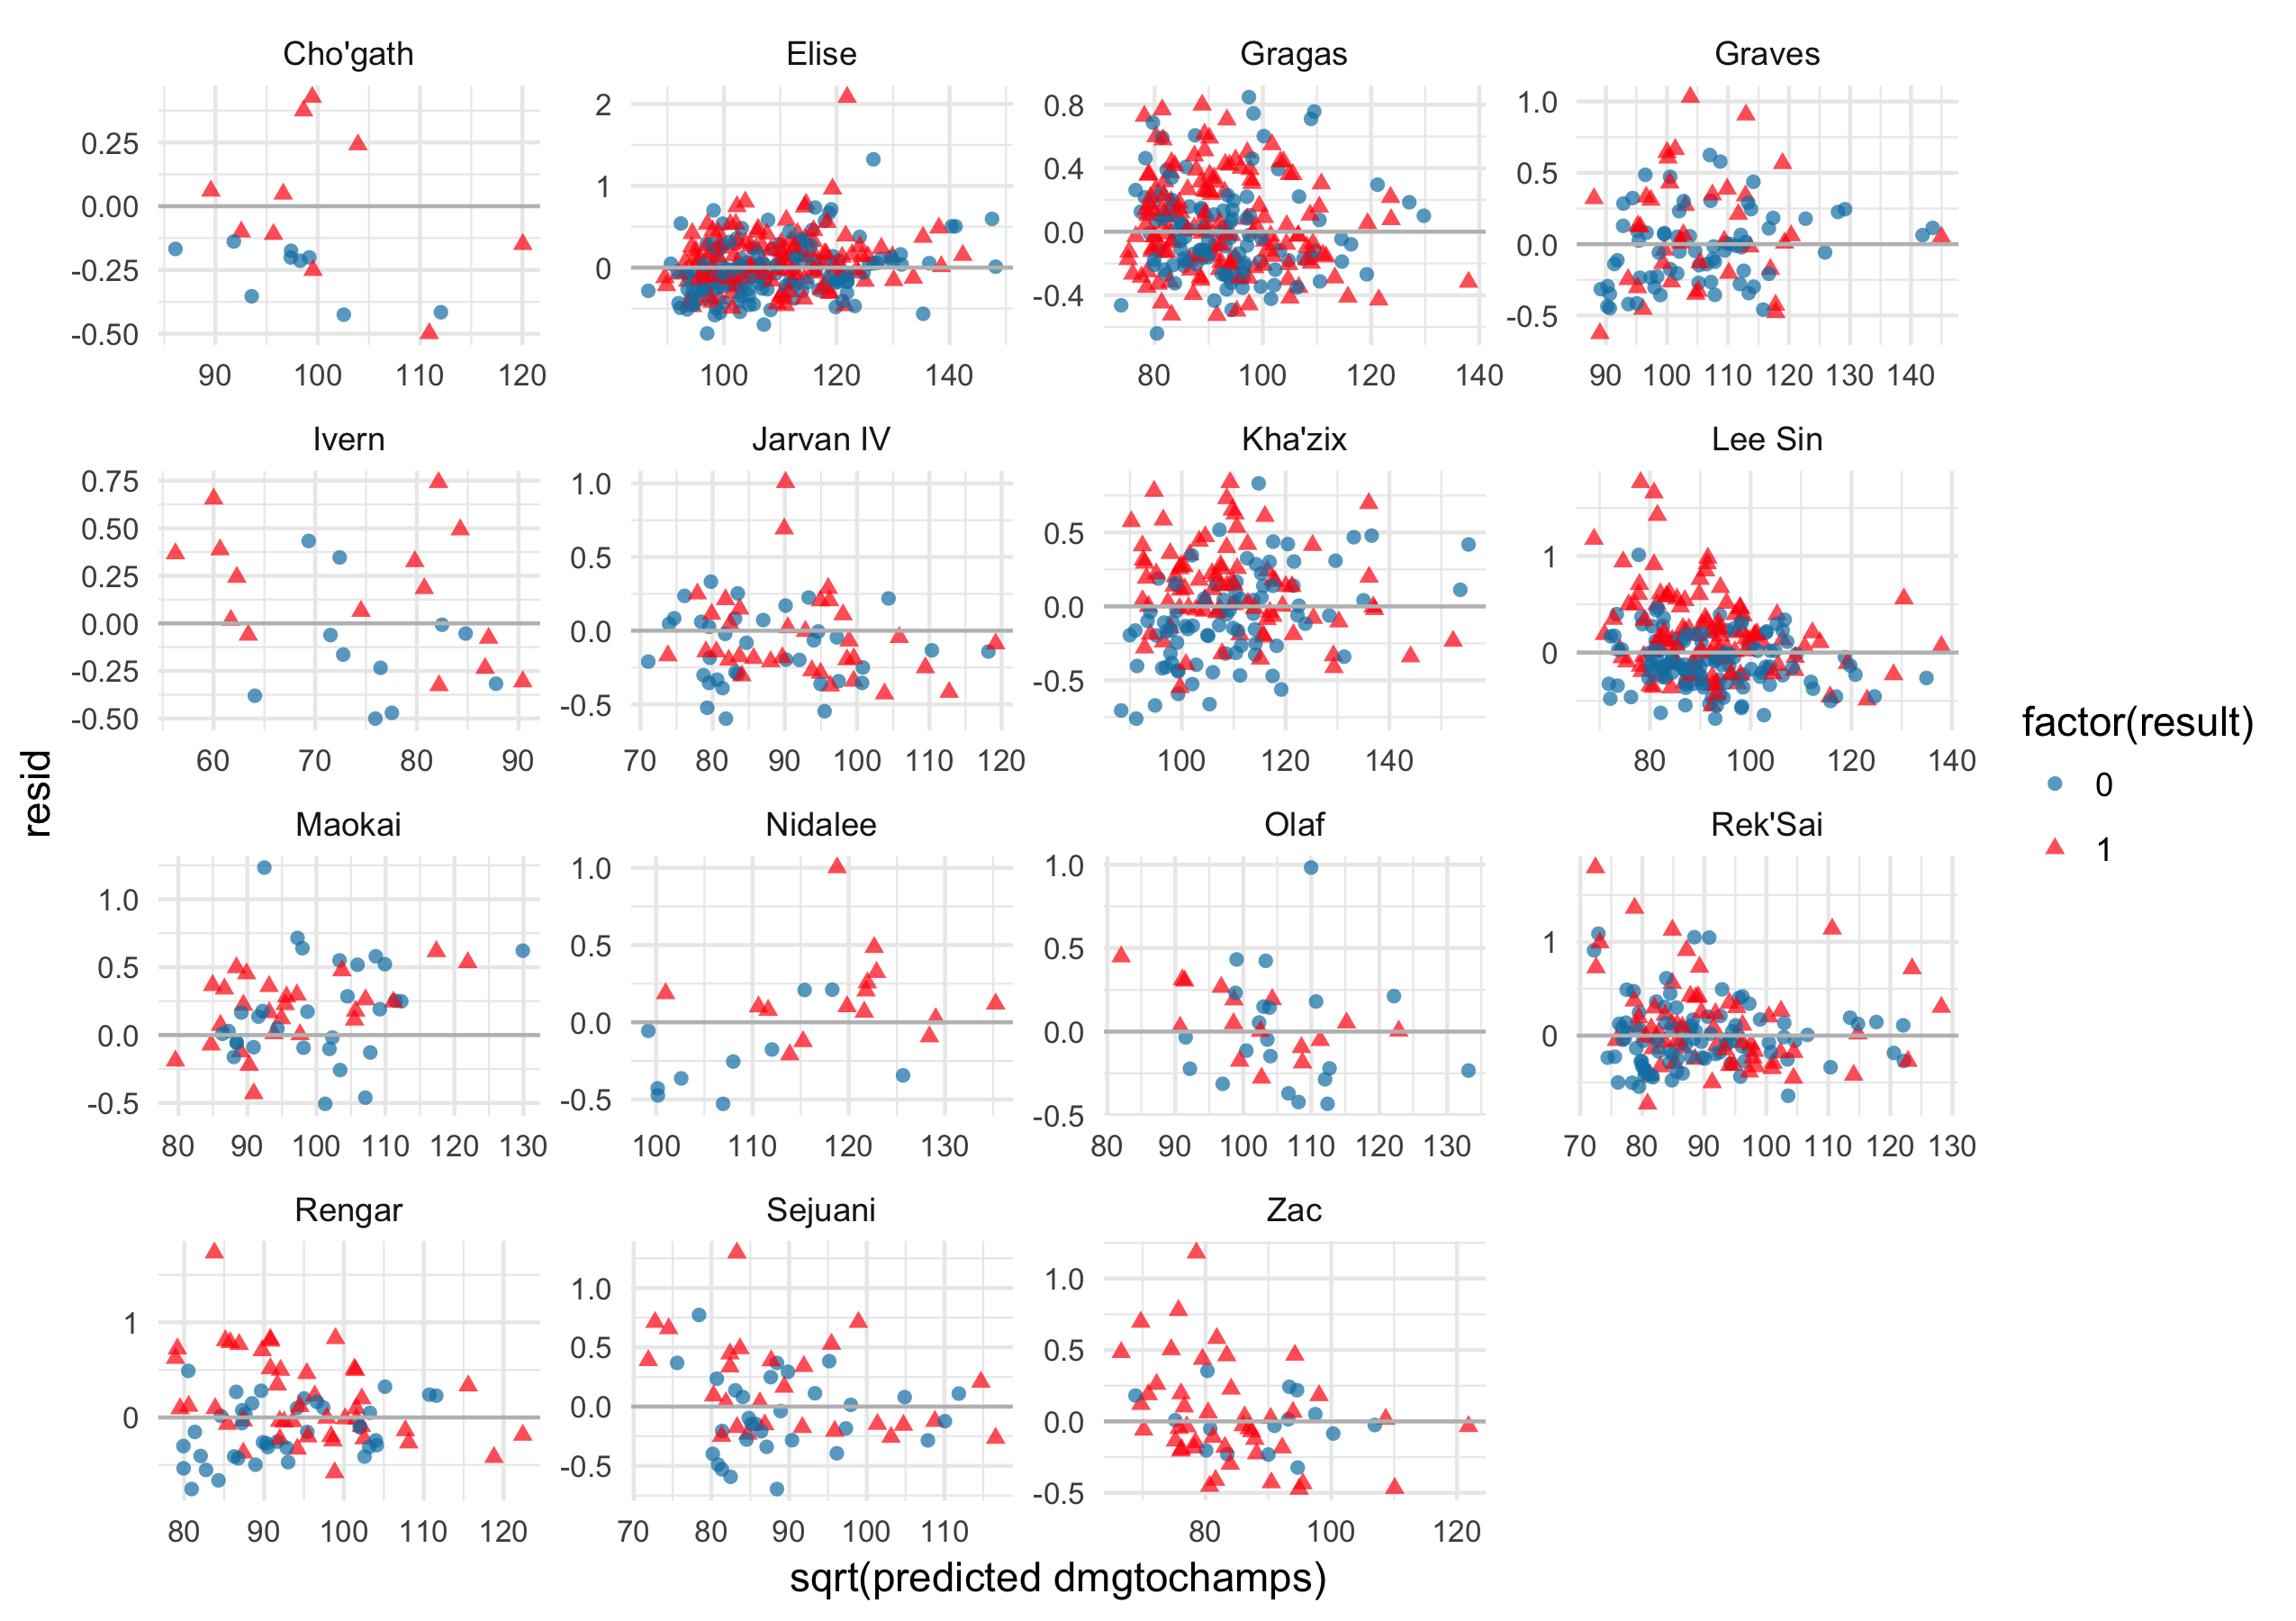 Cho'gath
Elise
Gragas
Graves
0.25
0.00
-0.25
-0.50
2
1
0
0.8
0.4
0.0
-0.4
1.0
0.5
0.0
-0.5
90 100 110 120
100 120 140
80 100 120 140
90 100 110 120 130 140
Ivern
Jarvan IV
Kha'zix
Lee Sin
0.75
0.50
0.25
0.00
-0.25
-0.50
1.0
0.5
0.0
-0.5
0.5
0.0
-0.5
1
0
60 70 80 90
70 80 90 100 110 120
100 120 140
80 100 120 140
Maokai
Nidalee
Olaf
Rek'Sai
1.0
0.5
0.0
-0.5
1.0
0.5
0.0
-0.5
1.0
0.5
0.0
-0.5
1
0
80 90 100 110 120 130
100 110 120 130
80 90 100 110 120 130
70 80 90 100 110 120 130
Rengar
Sejuani
Zac
1
0
1.0
0.5
0.0
-0.5
1.0
0.5
0.0
-0.5
80 90 100 110 120
70 80 90 100 110
80 100 120
resid
sqrt(predicted dmgtochamps)
factor(result)
0
1